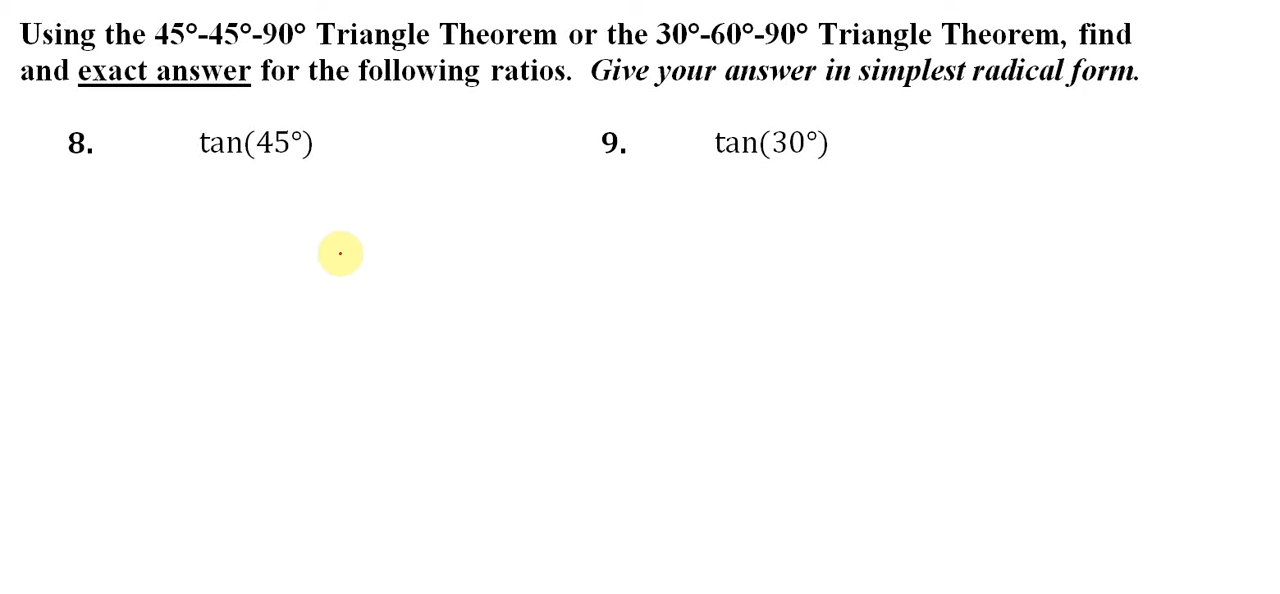 Using the 45°-45°-90° Triangle Theorem or the 30°-60°-90° Triangle Theorem, find
and exact answer for the following ratios. Give your answer in simplest radical form.
8. tan(45°) 9. tan(30°)